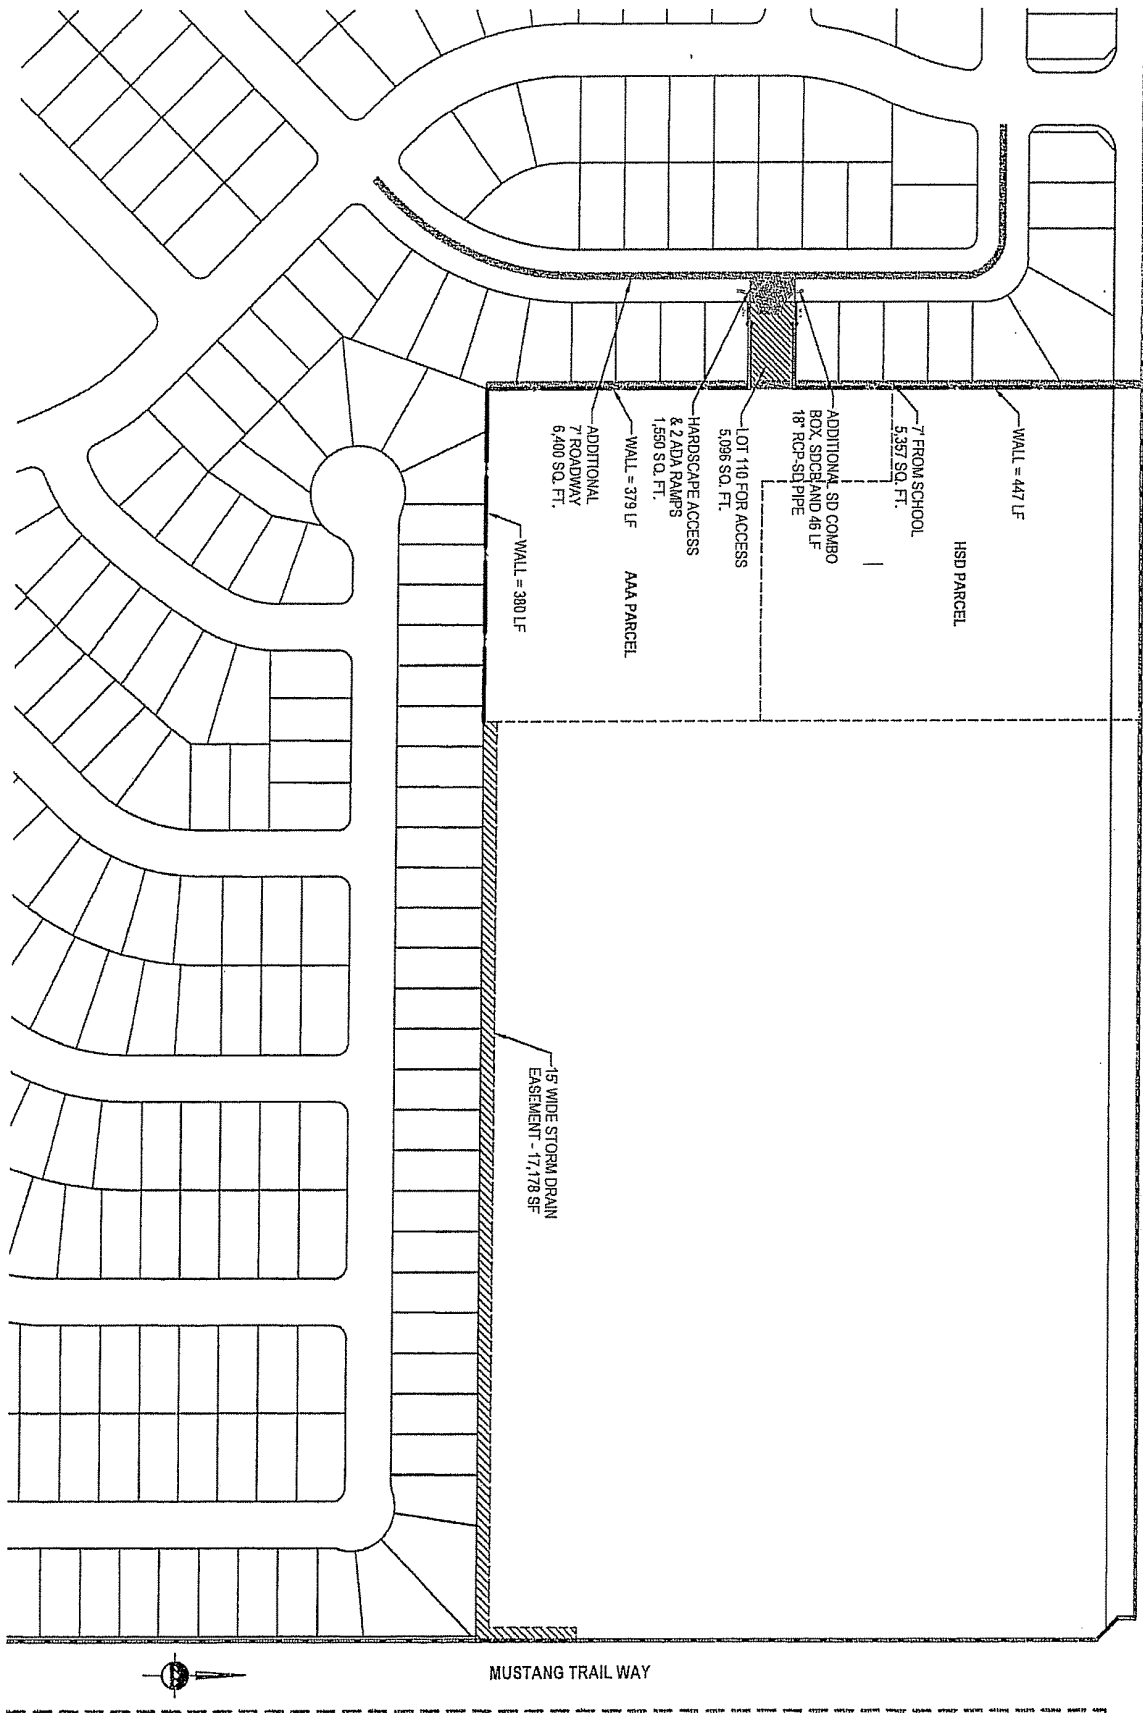 WALL = 447 LF
HSD PARCEL
7' FROM SCHOOL
5,357 SQ. FT.
ADDITIONAL SD COMBO
BOX, SDCB AND 46 LF
18" RCP-SD PIPE
LOT 110 FOR ACCESS
5,096 SQ. FT.
HARDSCAPE ACCESS
& 2 ADA RAMPS
1,550 SQ. FT.
WALL = 379 LF
AAA PARCEL
ADDITIONAL
7' ROADWAY
6,400 SQ. FT.
WALL = 380 LF
15' WIDE STORM DRAIN
EASEMENT - 17,178 SF
MUSTANG TRAIL WAY